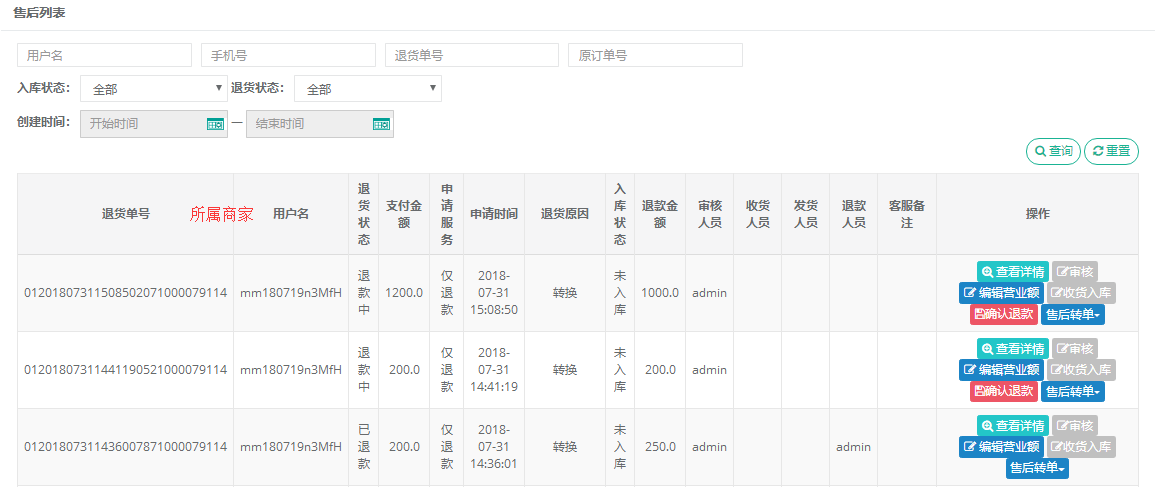 售后列表
用户名 手机号 退货单号 原订单号
入库状态: 全部 退货状态: 全部
创建时间: 开始时间 — 结束时间
查询 重置
退货单号 所属商家 用户名 退货状态 支付金额 申请服务 申请时间 退货原因 入库状态 退款金额 审核人员 收货人员 发货人员 退款人员 客服备注 操作
01201807311508502071000079114 mm180719n3MfH 退款中 1200.0 仅退款 2018-07-31 15:08:50 转换 未入库 1000.0 admin 查看详情 审核 编辑营业额 收货入库 确认退款 售后转单
01201807311441190521000079114 mm180719n3MfH 退款中 200.0 仅退款 2018-07-31 14:41:19 转换 未入库 200.0 admin 查看详情 审核 编辑营业额 收货入库 确认退款 售后转单
01201807311436007871000079114 mm180719n3MfH 已退款 200.0 仅退款 2018-07-31 14:36:01 转换 未入库 250.0 admin admin 查看详情 审核 编辑营业额 收货入库 售后转单